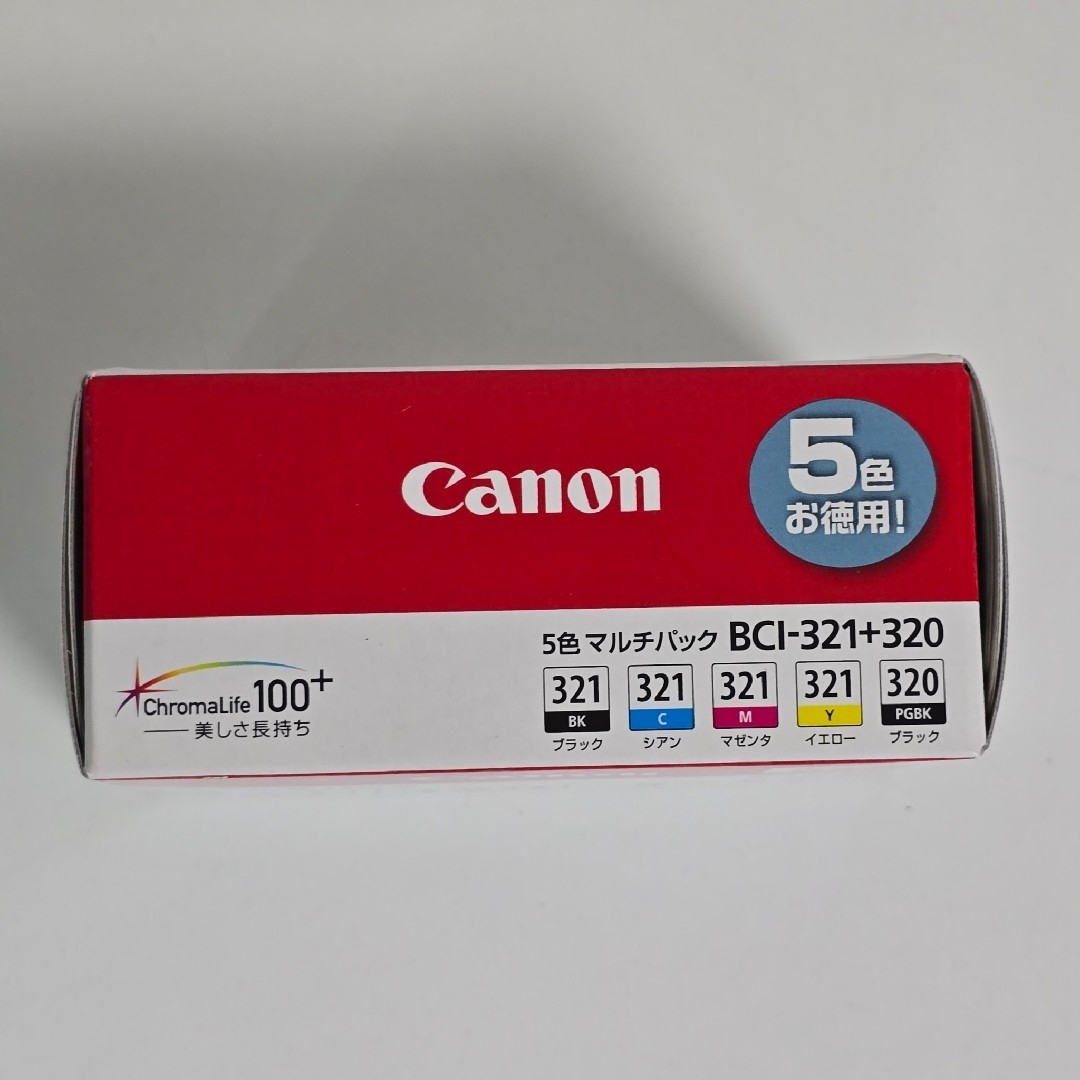 Canon
5色
お徳用!
5色マルチパック BCI-321+320
321 321 321 321 320
BK C M Y PGBK
ブラック シアン マゼンタ イエロー ブラック
ChromaLife100+
美しさ長持ち